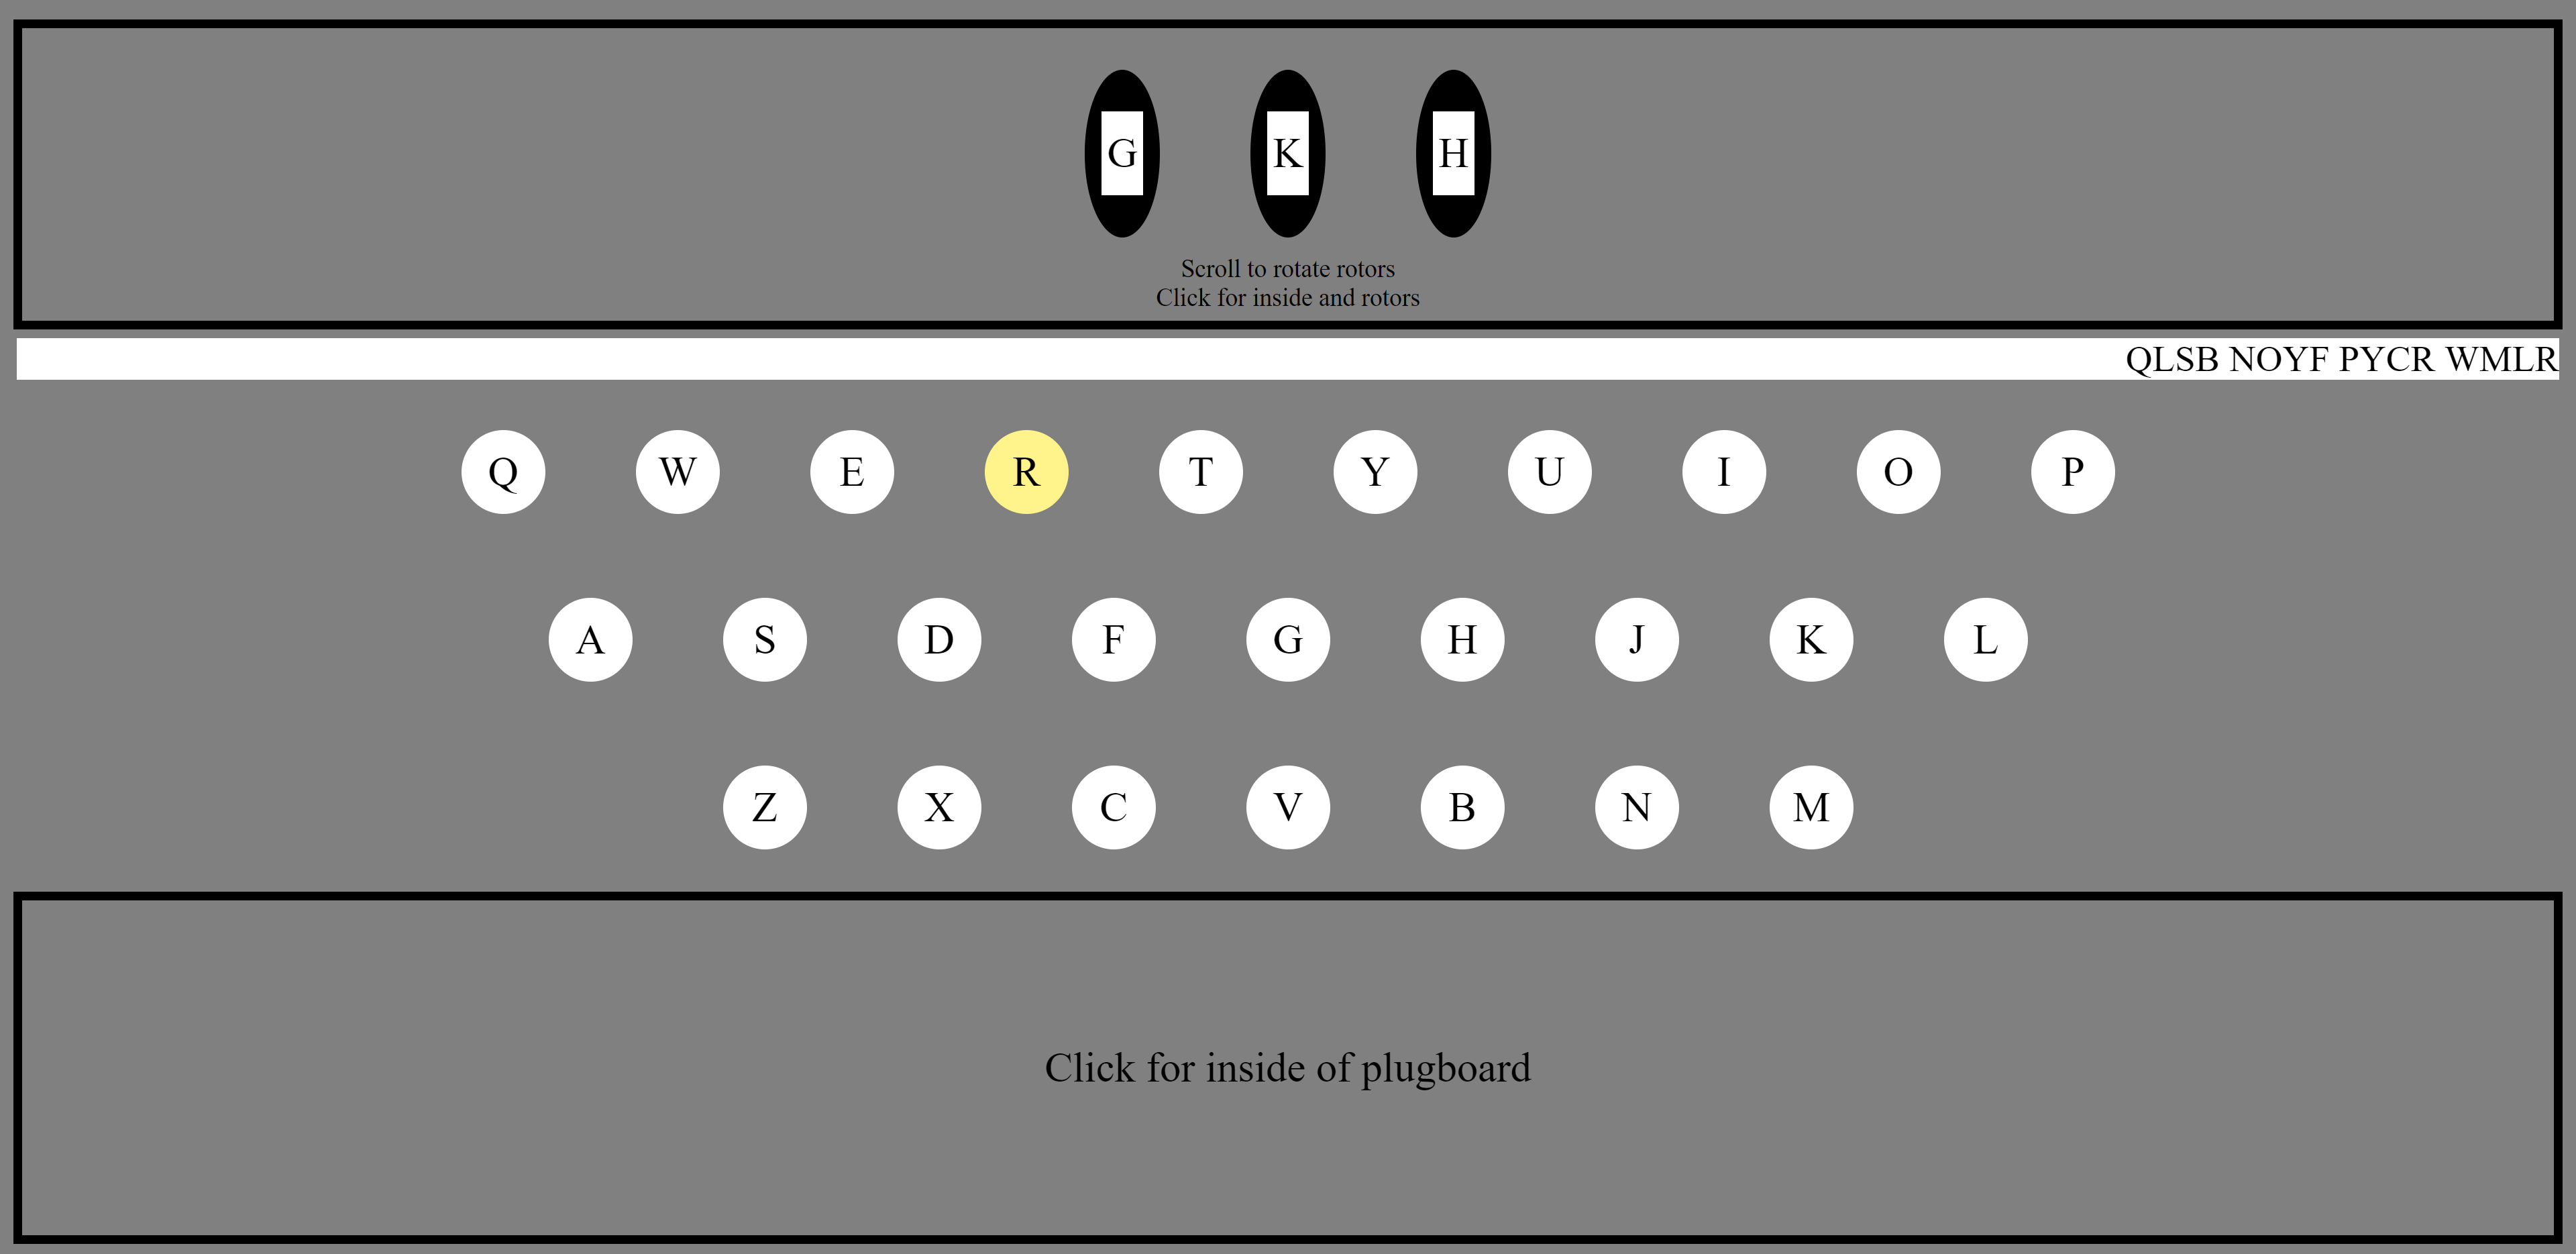 G K H
Scroll to rotate rotors
Click for inside and rotors
QLSB NOYF PYCR WMLR
Q W E R T Y U I O P
A S D F G H J K L
Z X C V B N M
Click for inside of plugboard